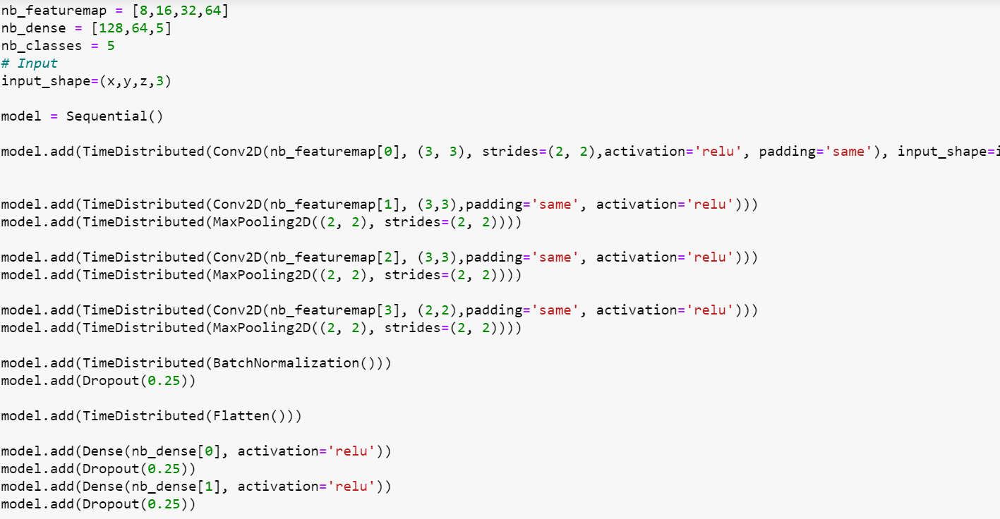 nb_featuremap = [8,16,32,64]
nb_dense = [128,64,5]
nb_classes = 5
# Input
input_shape=(x,y,z,3)
model = Sequential()
model.add(TimeDistributed(Conv2D(nb_featuremap[0], (3, 3), strides=(2, 2),activation='relu', padding='same'), input_shape=i
model.add(TimeDistributed(Conv2D(nb_featuremap[1], (3,3),padding='same', activation='relu')))
model.add(TimeDistributed(MaxPooling2D((2, 2), strides=(2, 2))))
model.add(TimeDistributed(Conv2D(nb_featuremap[2], (3,3),padding='same', activation='relu')))
model.add(TimeDistributed(MaxPooling2D((2, 2), strides=(2, 2))))
model.add(TimeDistributed(Conv2D(nb_featuremap[3], (2,2),padding='same', activation='relu')))
model.add(TimeDistributed(MaxPooling2D((2, 2), strides=(2, 2))))
model.add(TimeDistributed(BatchNormalization()))
model.add(Dropout(0.25))
model.add(TimeDistributed(Flatten()))
model.add(Dense(nb_dense[0], activation='relu'))
model.add(Dropout(0.25))
model.add(Dense(nb_dense[1], activation='relu'))
model.add(Dropout(0.25))